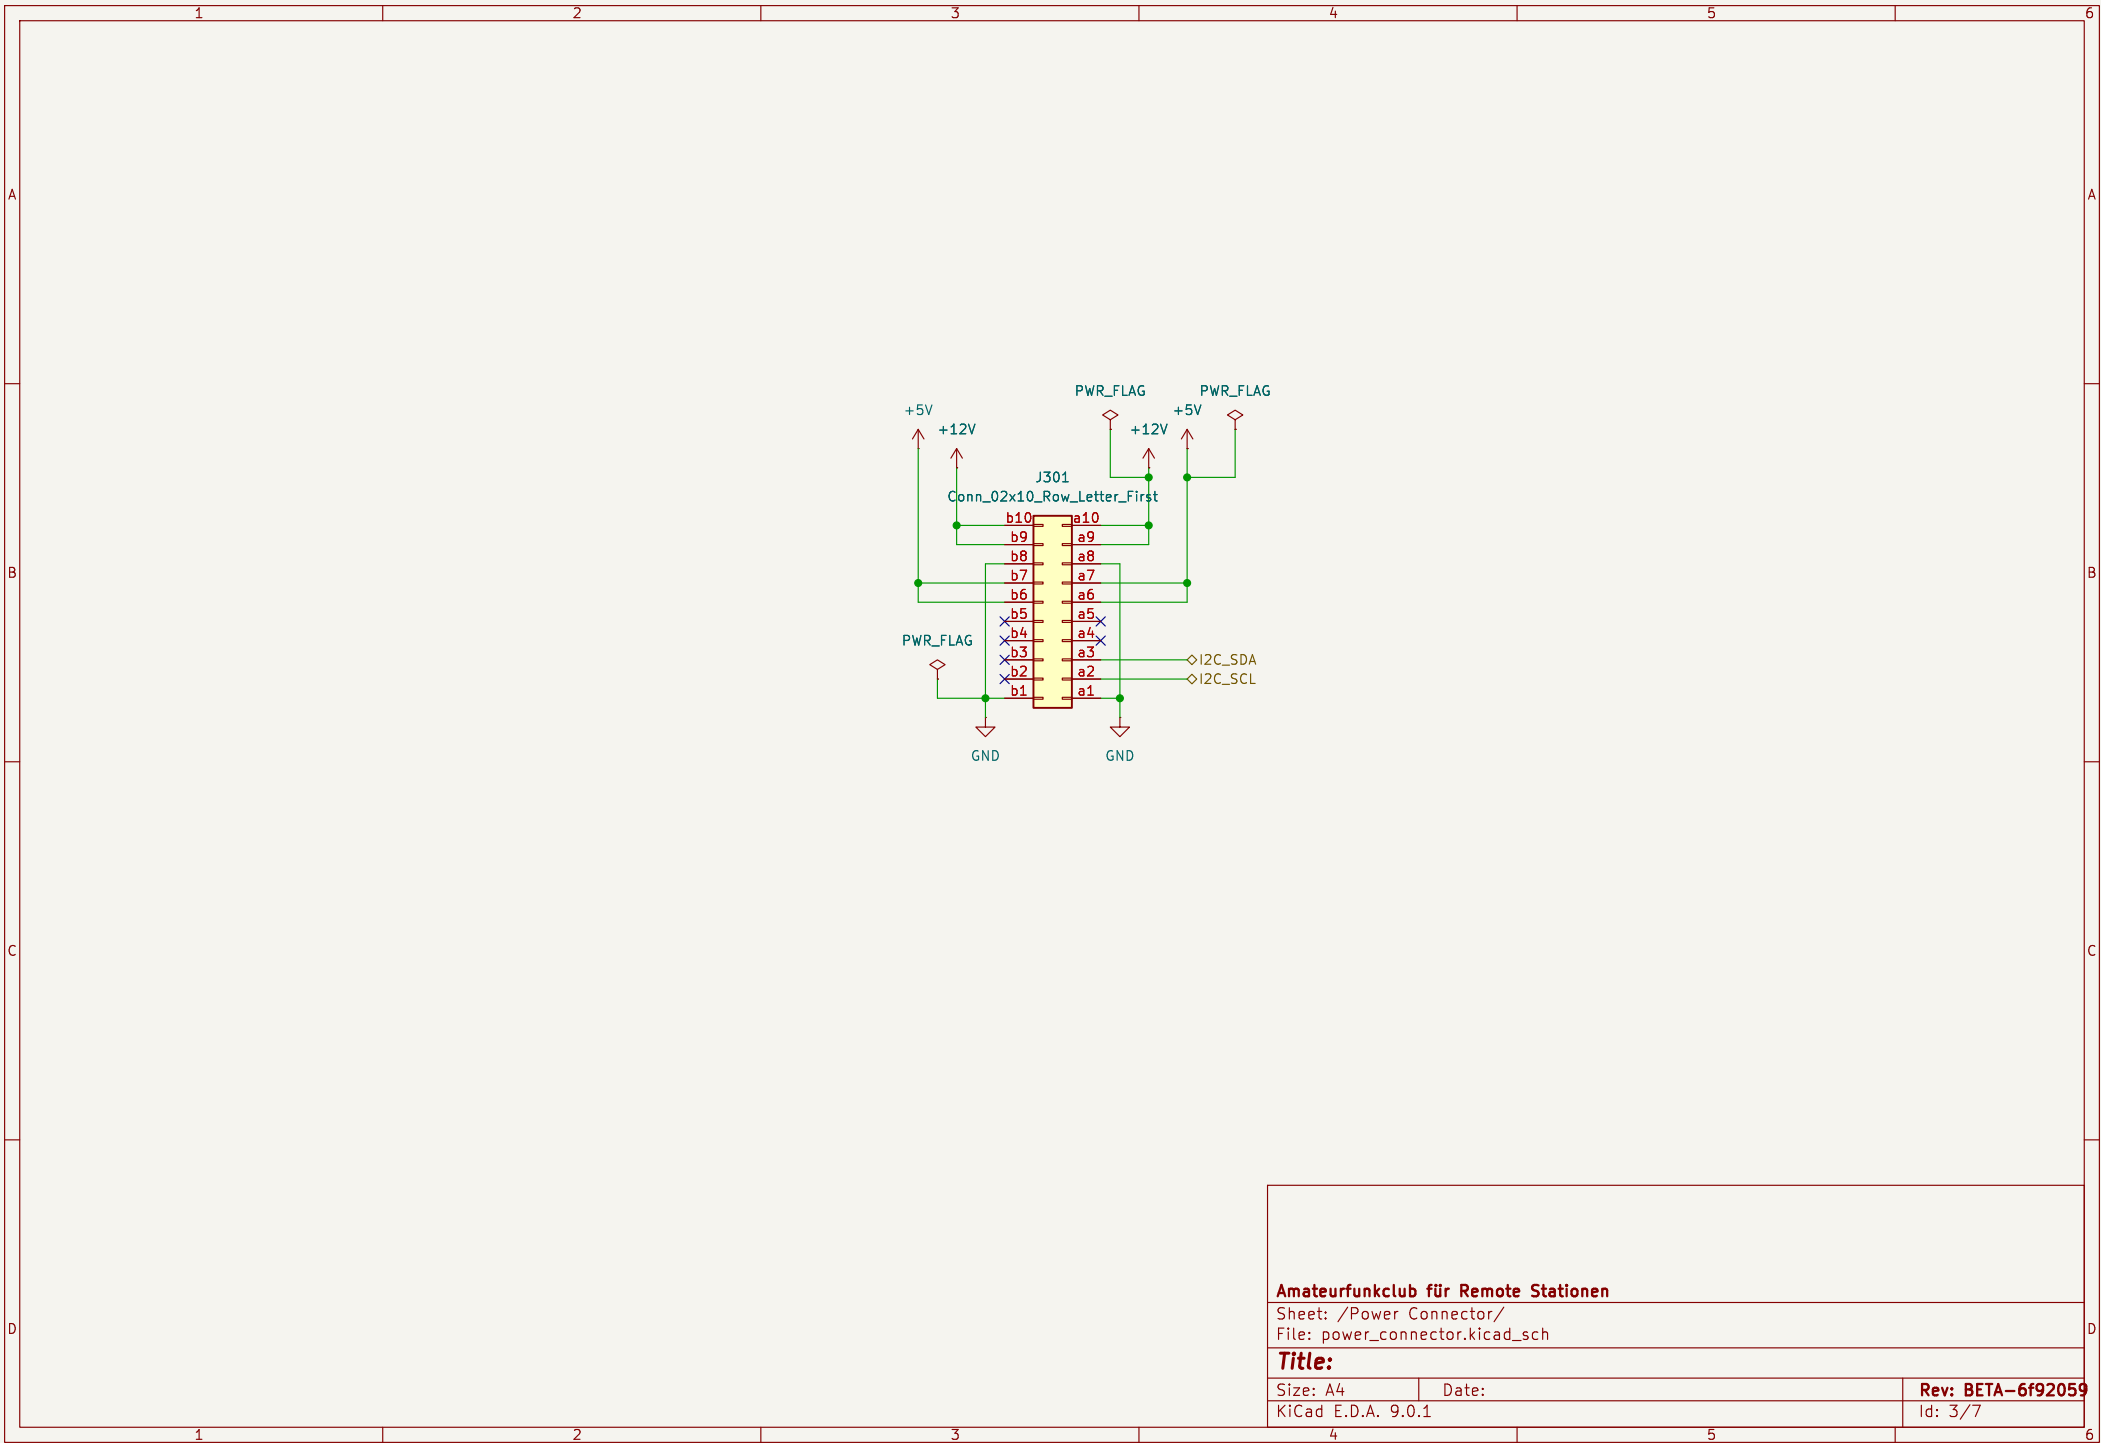 1 2 3 4 5 6
A A
PWR_FLAG PWR_FLAG
+5V +5V
+12V +12V
J301
Conn_02x10_Row_Letter_First
b10 a10
b9 a9
b8 a8
B B
b7 a7
b6 a6
b5 a5
b4 a4
PWR_FLAG
b3 a3 I2C_SDA
b2 a2 I2C_SCL
b1 a1
GND GND
C C
Amateurfunkclub für Remote Stationen
Sheet: /Power Connector/
File: power_connector.kicad_sch
D D
Title:
Size: A4 Date: Rev: BETA-6f92059
KiCad E.D.A. 9.0.1 Id: 3/7
1 2 3 4 5 6